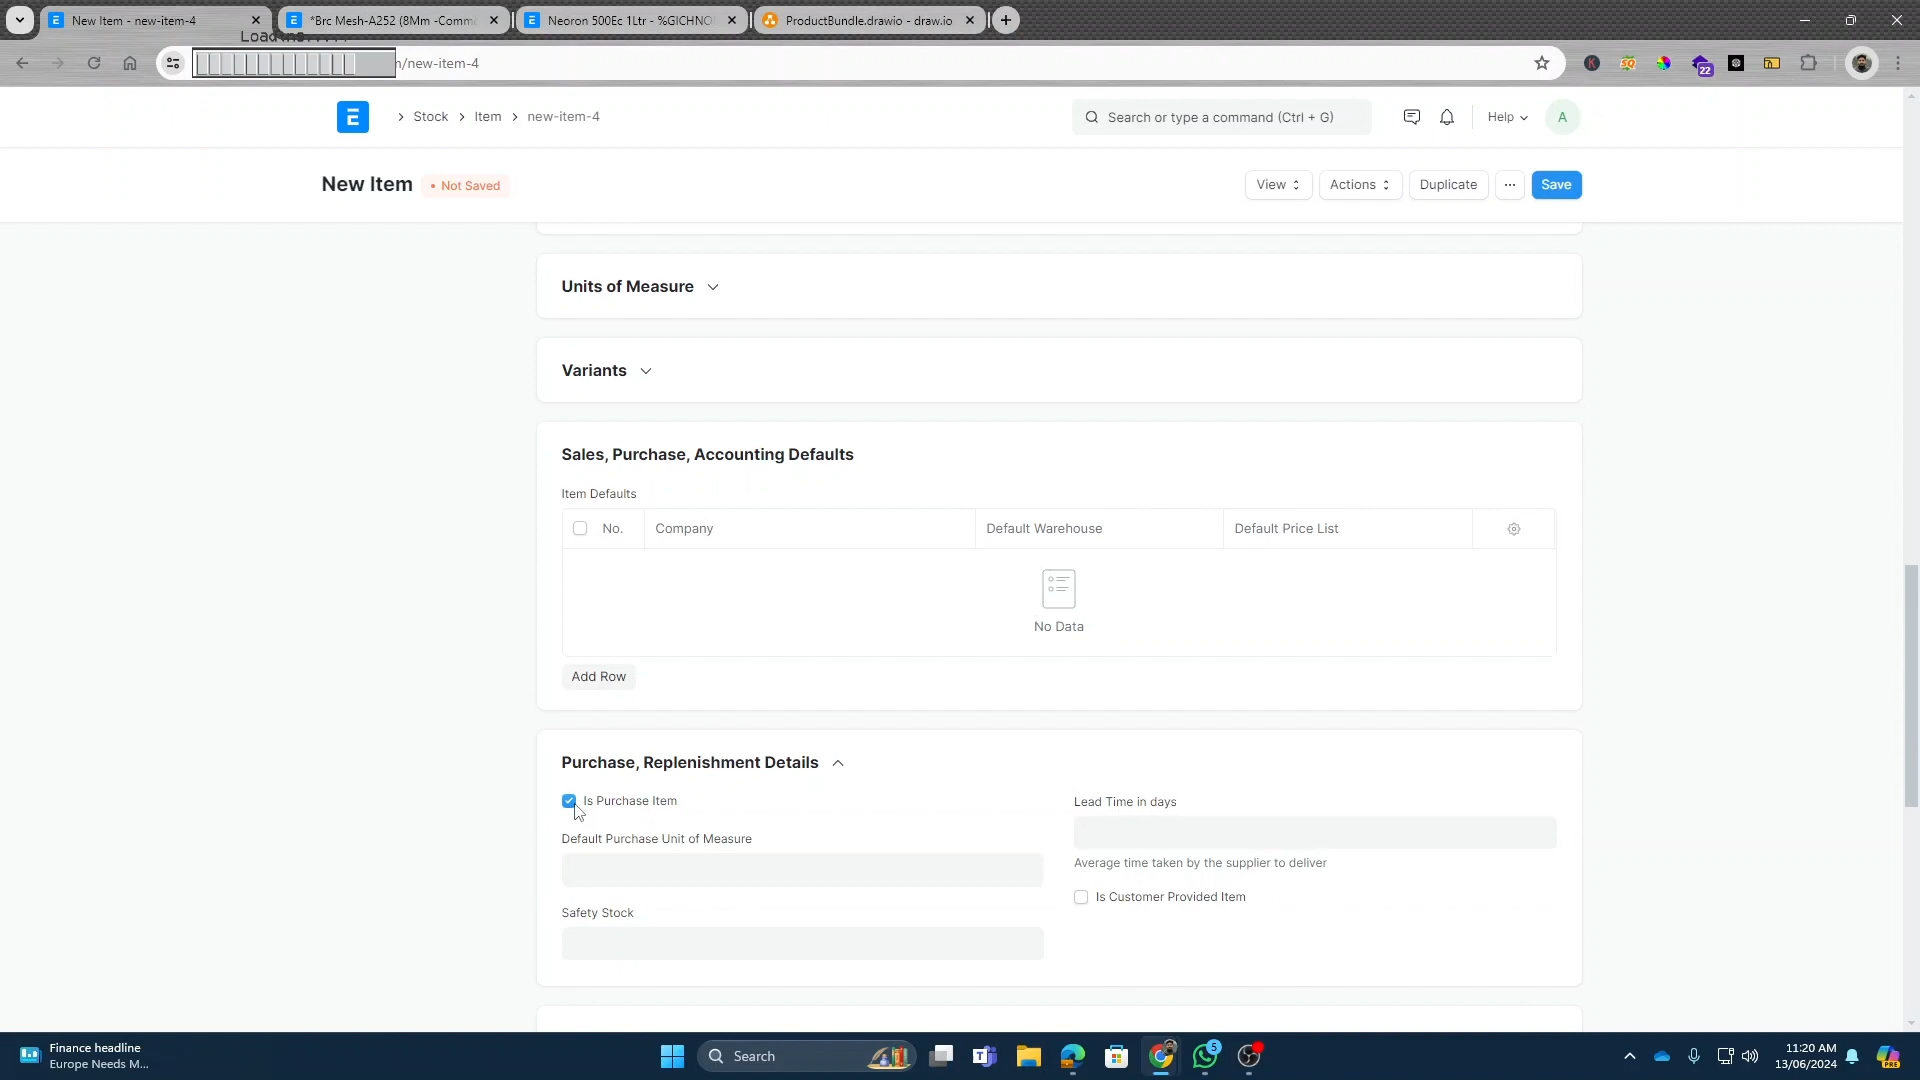 New Item - new-item-4
*Brc Mesh-A252 (8Mm -Comme
Neoron 500Ec 1Ltr - %GICHNO
ProductBundle.drawio - draw.io
/new-item-4
SQ
22
E
Stock
Item
new-item-4
Search or type a command (Ctrl + G)
Help
A
New Item
Not Saved
View
Actions
Duplicate
Save
Units of Measure
Variants
Sales, Purchase, Accounting Defaults
Item Defaults
No.
Company
Default Warehouse
Default Price List
No Data
Add Row
Purchase, Replenishment Details
Is Purchase Item
Lead Time in days
Default Purchase Unit of Measure
Average time taken by the supplier to deliver
Is Customer Provided Item
Safety Stock
Finance headline
Europe Needs M...
Search
5
11:20 AM
13/06/2024
PRE